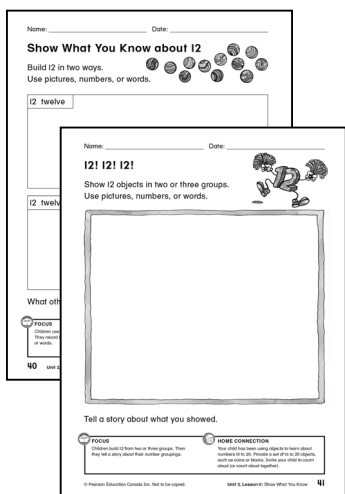 Name: Date:
Show What You Know about 12
Build 12 in two ways.
Use pictures, numbers, or words.
12 twelve
12 twelv
What oth
FOCUS
Children use
They record
or words.
40 Unit 2
Name: Date:
12! 12! 12!
12
Show 12 objects in two or three groups.
Use pictures, numbers, or words.
Tell a story about what you showed.
FOCUS
Children build 12 from two or three groups. Then
they tell a story about their number groupings.
HOME CONNECTION
Your child has been using objects to learn about
numbers 10 to 20. Provide a set of 16 to 20 objects,
such as coins or blocks. Invite your child to count
aloud (or count aloud together).
© Pearson Education Canada Inc. Not to be copied.
Unit 2, Lesson 11: Show What You Know 41